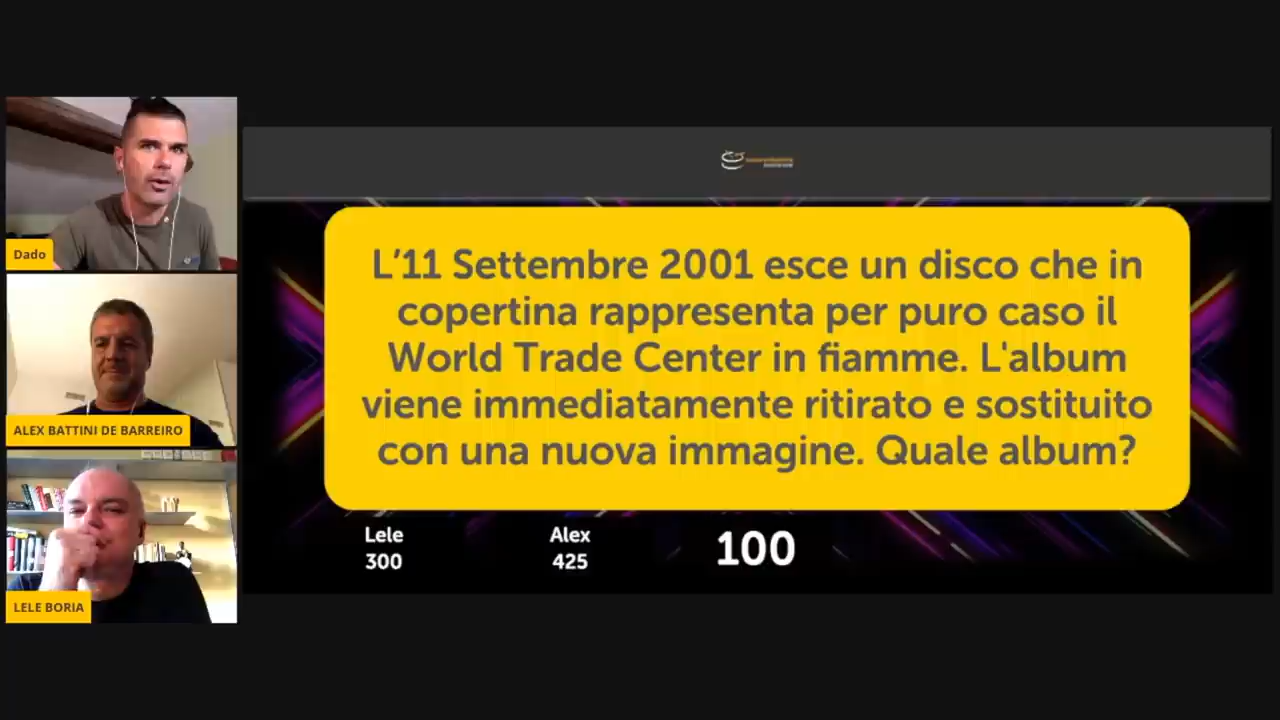 Dado
ALEX BATTINI DE BARREIRO
LELE BORIA
L'11 Settembre 2001 esce un disco che in
copertina rappresenta per puro caso il
World Trade Center in fiamme. L'album
viene immediatamente ritirato e sostituito
con una nuova immagine. Quale album?
Lele
300
Alex
425
100